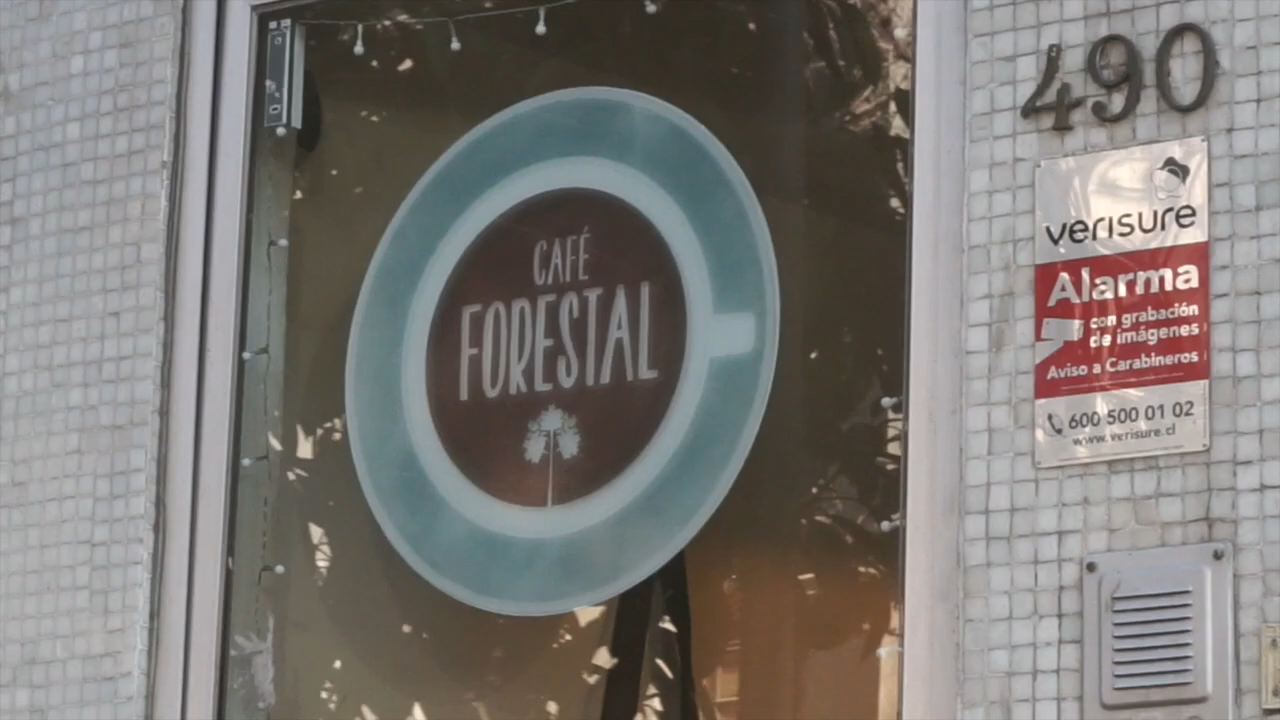 CAFÉ
FORESTAL
490
verisure
Alarma
con grabación
de imágenes
Aviso a Carabineros
600 500 01 02
www.verisure.cl